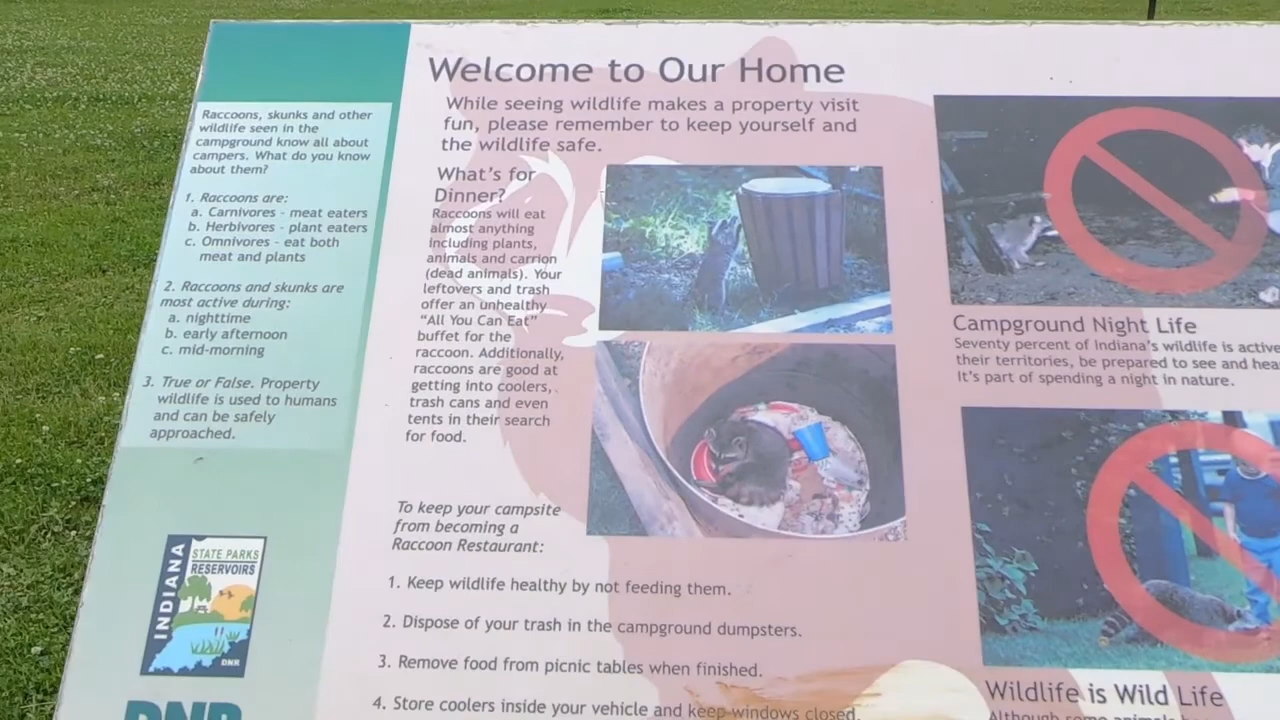 Welcome to Our Home
While seeing wildlife makes a property visit
fun, please remember to keep yourself and
the wildlife safe.
Raccoons, skunks and other
wildlife seen in the
campground know all about
campers. What do you know
about them?
1. Raccoons are:
a. Carnivores - meat eaters
b. Herbivores - plant eaters
c. Omnivores - eat both
meat and plants
2. Raccoons and skunks are
most active during:
a. nighttime
b. early afternoon
c. mid-morning
3. True or False. Property
wildlife is used to humans
and can be safely
approached.
INDIANA
STATE PARKS
RESERVOIRS
DNR
DNR
What's for
Dinner?
Raccoons will eat
almost anything
including plants,
animals and carrion
(dead animals). Your
leftovers and trash
offer an unhealthy
“All You Can Eat”
buffet for the
raccoon. Additionally,
raccoons are good at
getting into coolers,
trash cans and even
tents in their search
for food.
To keep your campsite
from becoming a
Raccoon Restaurant:
1. Keep wildlife healthy by not feeding them.
2. Dispose of your trash in the campground dumpsters.
3. Remove food from picnic tables when finished.
4. Store coolers inside your vehicle and keep windows closed.
Campground Night Life
Seventy percent of Indiana's wildlife is active
their territories, be prepared to see and hea
It's part of spending a night in nature.
Wildlife is Wild Life
Although some animals